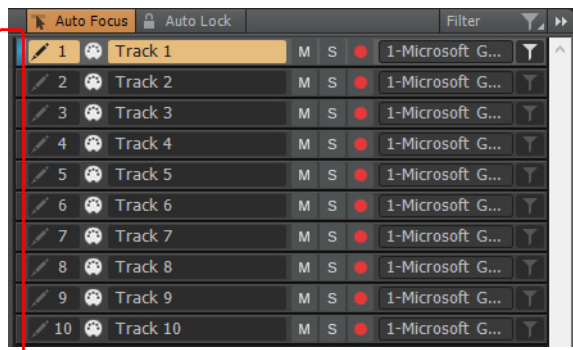 Auto Focus Auto Lock Filter
1 Track 1 M S 1-Microsoft G...
2 Track 2 M S 1-Microsoft G...
3 Track 3 M S 1-Microsoft G...
4 Track 4 M S 1-Microsoft G...
5 Track 5 M S 1-Microsoft G...
6 Track 6 M S 1-Microsoft G...
7 Track 7 M S 1-Microsoft G...
8 Track 8 M S 1-Microsoft G...
9 Track 9 M S 1-Microsoft G...
10 Track 10 M S 1-Microsoft G...